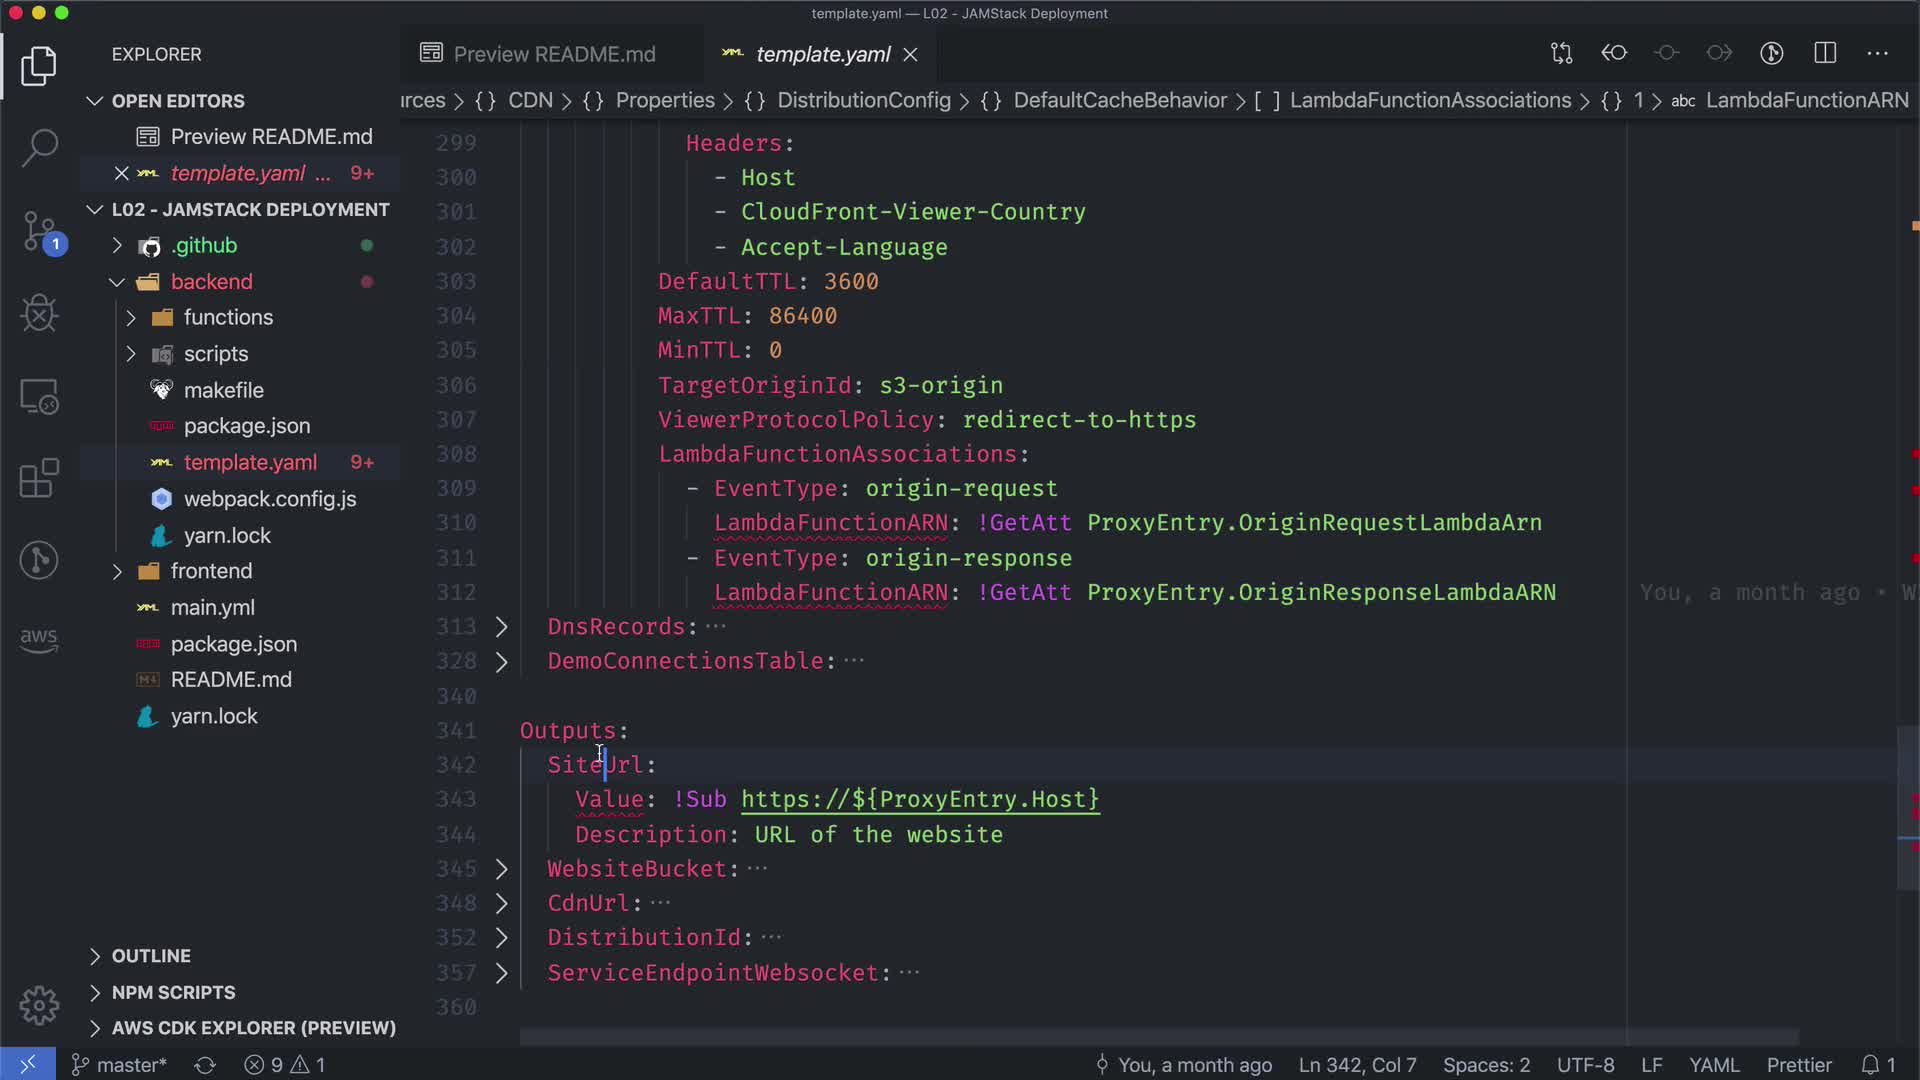 template.yaml — L02 - JAMStack Deployment
EXPLORER
Preview README.md
template.yaml
OPEN EDITORS
urces > {} CDN > {} Properties > {} DistributionConfig > {} DefaultCacheBehavior > [ ] LambdaFunctionAssociations > {} 1 > abc LambdaFunctionARN
Preview README.md
template.yaml ... 9+
L02 - JAMSTACK DEPLOYMENT
.github
backend
functions
scripts
makefile
package.json
template.yaml 9+
webpack.config.js
yarn.lock
frontend
main.yml
package.json
README.md
yarn.lock
OUTLINE
NPM SCRIPTS
AWS CDK EXPLORER (PREVIEW)
1
aws
299 Headers:
300 - Host
301 - CloudFront-Viewer-Country
302 - Accept-Language
303 DefaultTTL: 3600
304 MaxTTL: 86400
305 MinTTL: 0
306 TargetOriginId: s3-origin
307 ViewerProtocolPolicy: redirect-to-https
308 LambdaFunctionAssociations:
309 - EventType: origin-request
310 LambdaFunctionARN: !GetAtt ProxyEntry.OriginRequestLambdaArn
311 - EventType: origin-response
312 LambdaFunctionARN: !GetAtt ProxyEntry.OriginResponseLambdaARN You, a month ago • W
313 DnsRecords: ...
328 DemoConnectionsTable: ...
340
341 Outputs:
342 SiteUrl:
343 Value: !Sub https://${ProxyEntry.Host}
344 Description: URL of the website
345 WebsiteBucket: ...
348 CdnUrl: ...
352 DistributionId: ...
357 ServiceEndpointWebsocket: ...
360
master* 9 1 You, a month ago Ln 342, Col 7 Spaces: 2 UTF-8 LF YAML Prettier 1